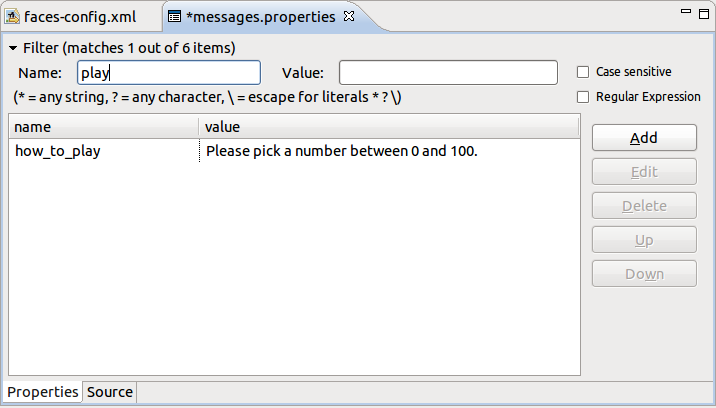 faces-config.xml *messages.properties
Filter (matches 1 out of 6 items)
Name: play Value: Case sensitive
(* = any string, ? = any character, \ = escape for literals * ? \) Regular Expression
name value
how_to_play Please pick a number between 0 and 100.
Add
Edit
Delete
Up
Down
Properties Source